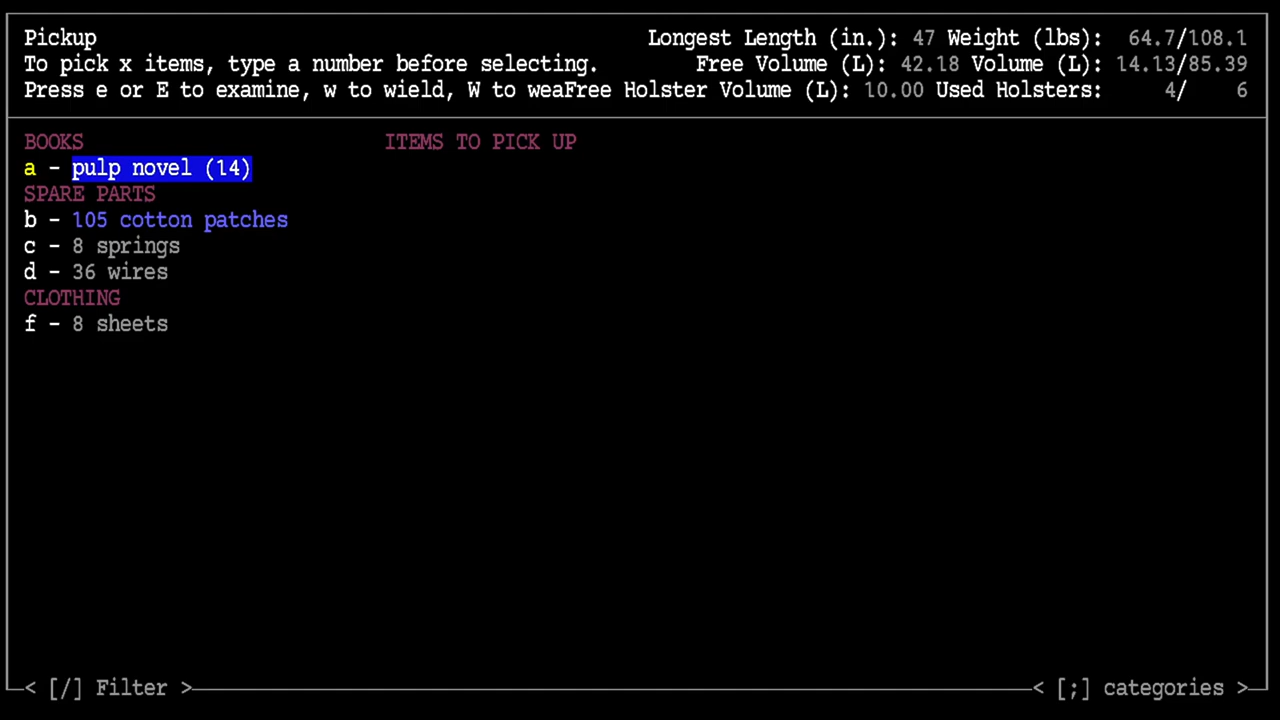 Pickup Longest Length (in.): 47 Weight (lbs): 64.7/108.1
To pick x items, type a number before selecting. Free Volume (L): 42.18 Volume (L): 14.13/85.39
Press e or E to examine, w to wield, W to weaFree Holster Volume (L): 10.00 Used Holsters: 4/ 6
BOOKS ITEMS TO PICK UP
a - pulp novel (14)
SPARE PARTS
b - 105 cotton patches
c - 8 springs
d - 36 wires
CLOTHING
f - 8 sheets
< [/] Filter > < [;] categories >